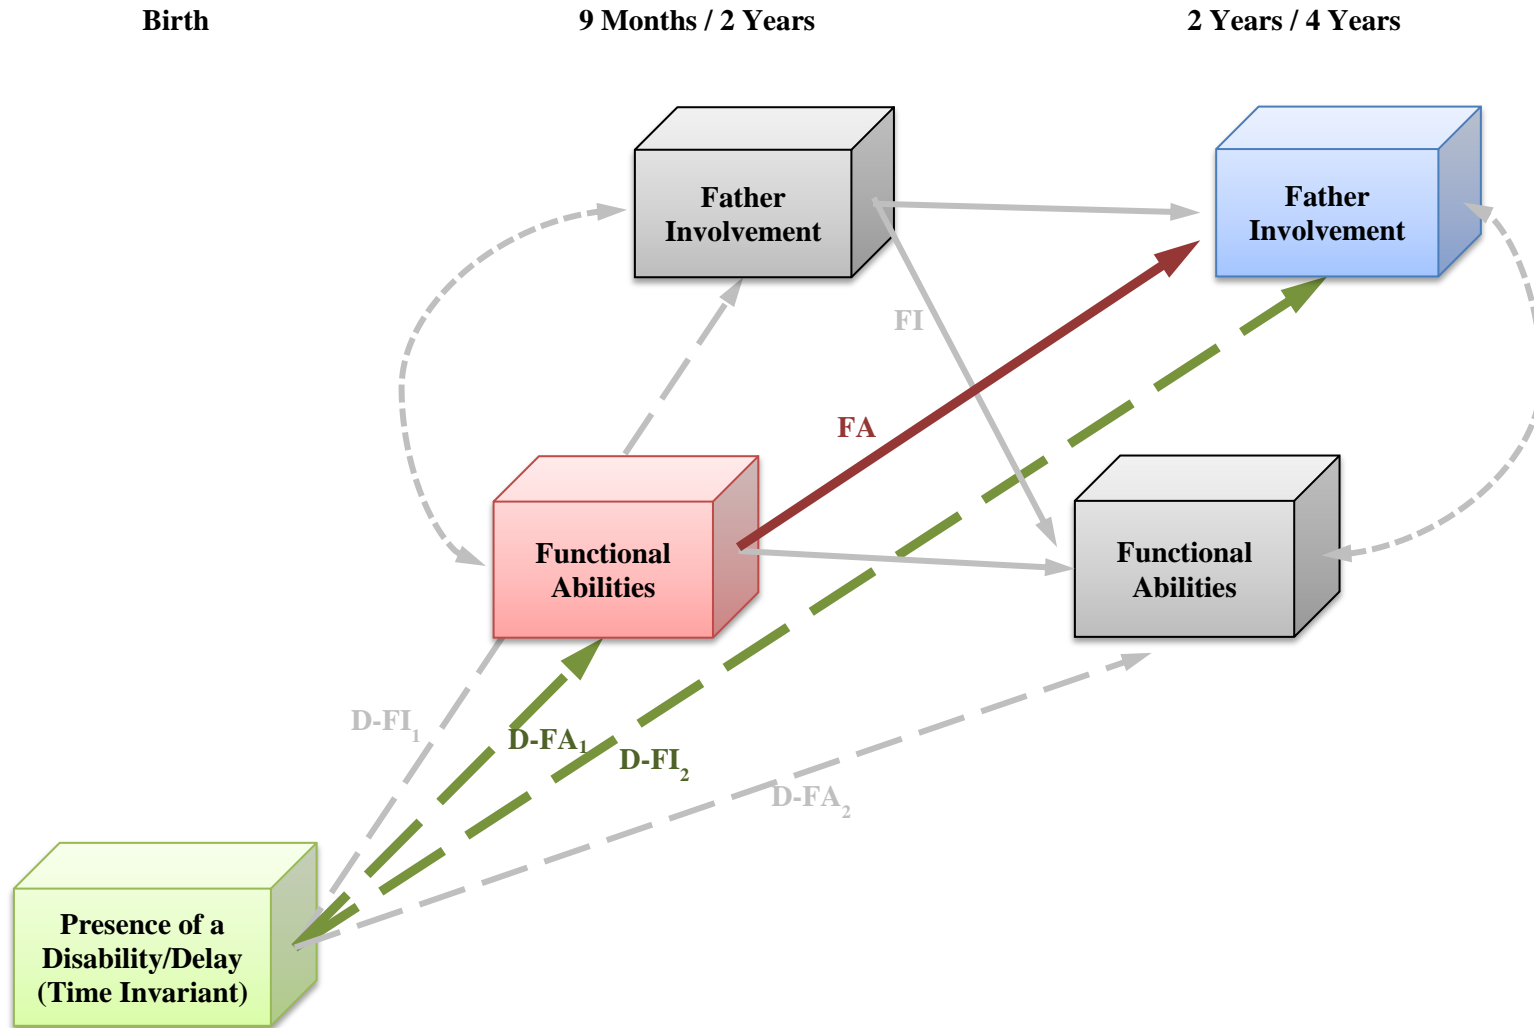 Birth
9 Months / 2 Years
2 Years / 4 Years
Father
Involvement
Father
Involvement
FI
FA
Functional
Abilities
Functional
Abilities
D-FI₁
D-FA₁
D-FI₂
D-FA₂
Presence of a
Disability/Delay
(Time Invariant)